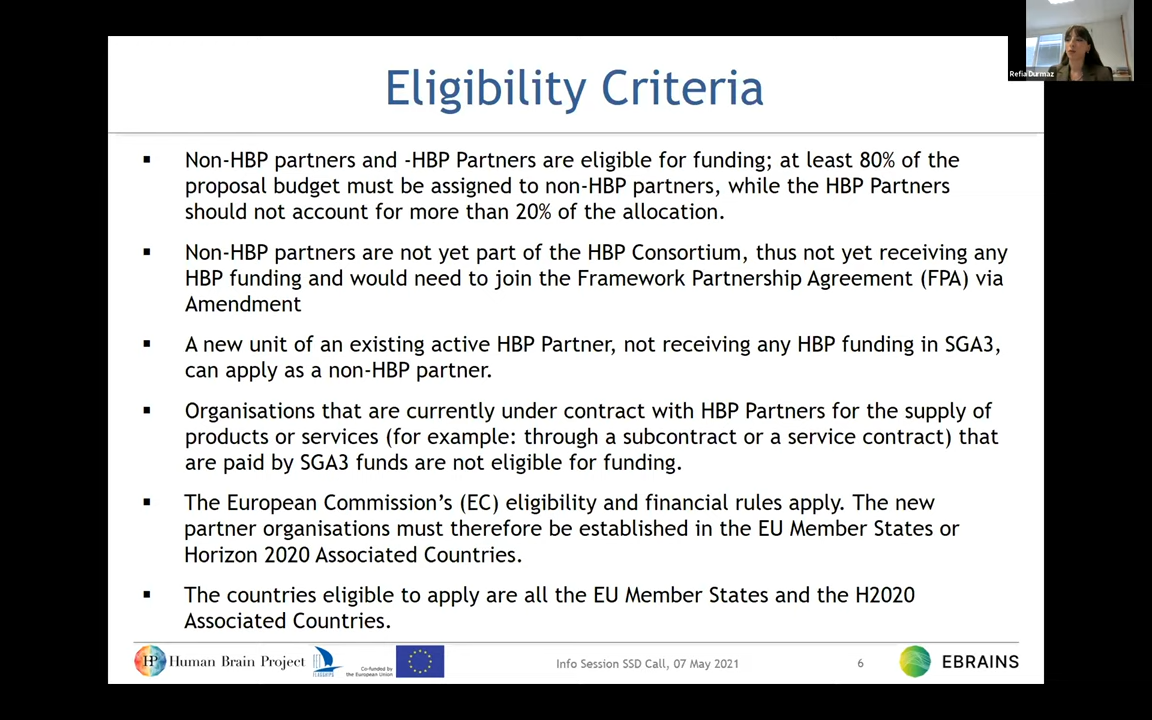 Refia Durmaz
Eligibility Criteria
▪ Non-HBP partners and -HBP Partners are eligible for funding; at least 80% of the
proposal budget must be assigned to non-HBP partners, while the HBP Partners
should not account for more than 20% of the allocation.
▪ Non-HBP partners are not yet part of the HBP Consortium, thus not yet receiving any
HBP funding and would need to join the Framework Partnership Agreement (FPA) via
Amendment
▪ A new unit of an existing active HBP Partner, not receiving any HBP funding in SGA3,
can apply as a non-HBP partner.
▪ Organisations that are currently under contract with HBP Partners for the supply of
products or services (for example: through a subcontract or a service contract) that
are paid by SGA3 funds are not eligible for funding.
▪ The European Commission’s (EC) eligibility and financial rules apply. The new
partner organisations must therefore be established in the EU Member States or
Horizon 2020 Associated Countries.
▪ The countries eligible to apply are all the EU Member States and the H2020
Associated Countries.
HP Human Brain Project
Co-funded by
the European Union
Info Session SSD Call, 07 May 2021
6
EBRAINS